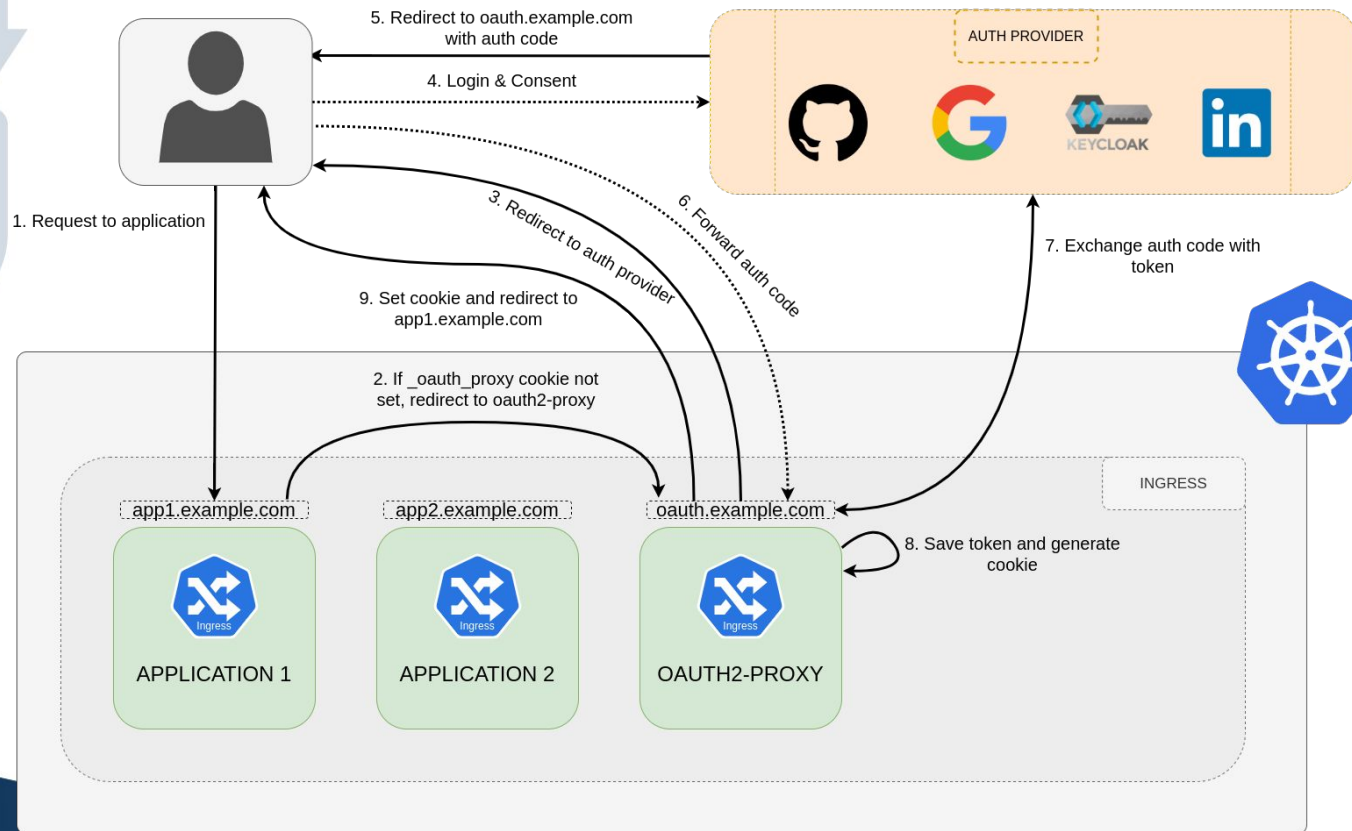 5. Redirect to oauth.example.com
with auth code
AUTH PROVIDER
4. Login & Consent
KEYCLOAK
in
1. Request to application
3. Redirect to auth provider
6. Forward auth code
7. Exchange auth code with
token
9. Set cookie and redirect to
app1.example.com
2. If _oauth_proxy cookie not
set, redirect to oauth2-proxy
INGRESS
app1.example.com
app2.example.com
oauth.example.com
8. Save token and generate
cookie
Ingress
Ingress
Ingress
APPLICATION 1
APPLICATION 2
OAUTH2-PROXY